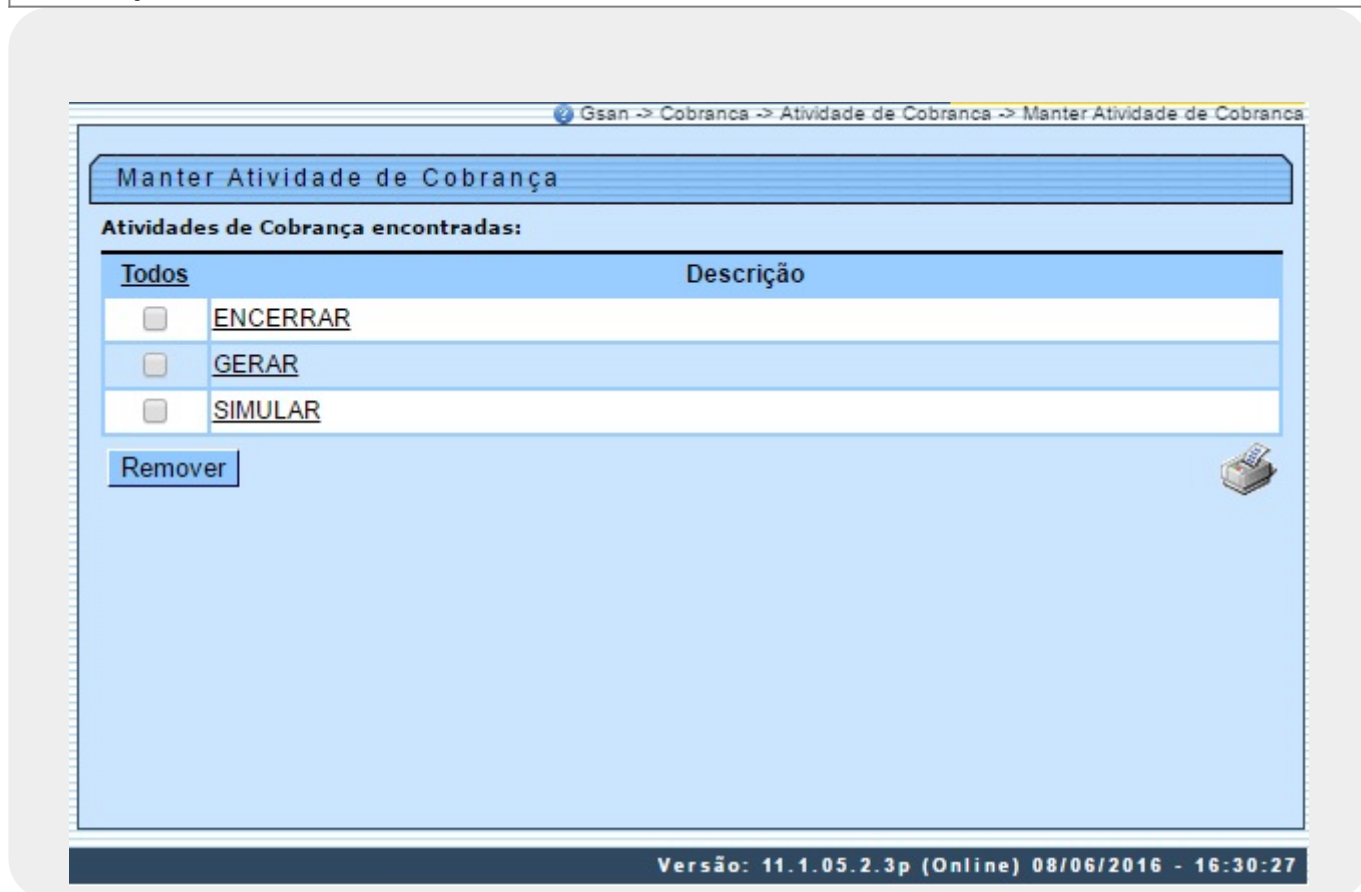 Gsan -> Cobranca -> Atividade de Cobranca -> Manter Atividade de Cobranca
Manter Atividade de Cobrança
Atividades de Cobrança encontradas:
Todos Descrição
ENCERRAR
GERAR
SIMULAR
Remover
Versão: 11.1.05.2.3p (Online) 08/06/2016 - 16:30:27